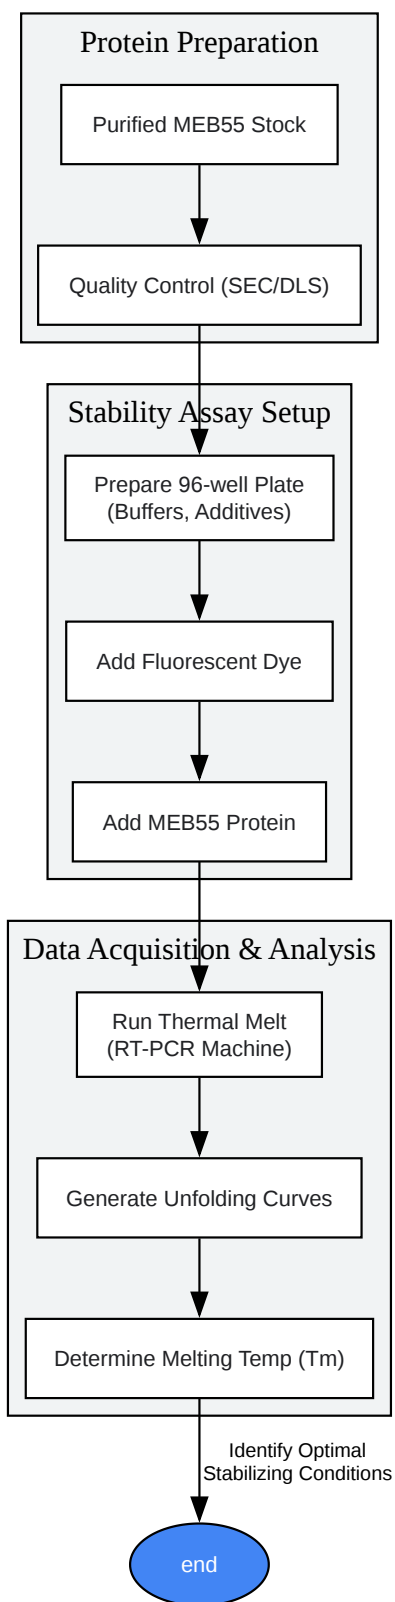 Protein Preparation
Purified MEB55 Stock
Quality Control (SEC/DLS)
Stability Assay Setup
Prepare 96-well Plate
(Buffers, Additives)
Add Fluorescent Dye
Add MEB55 Protein
Data Acquisition & Analysis
Run Thermal Melt
(RT-PCR Machine)
Generate Unfolding Curves
Determine Melting Temp (Tm)
Identify Optimal
Stabilizing Conditions
end